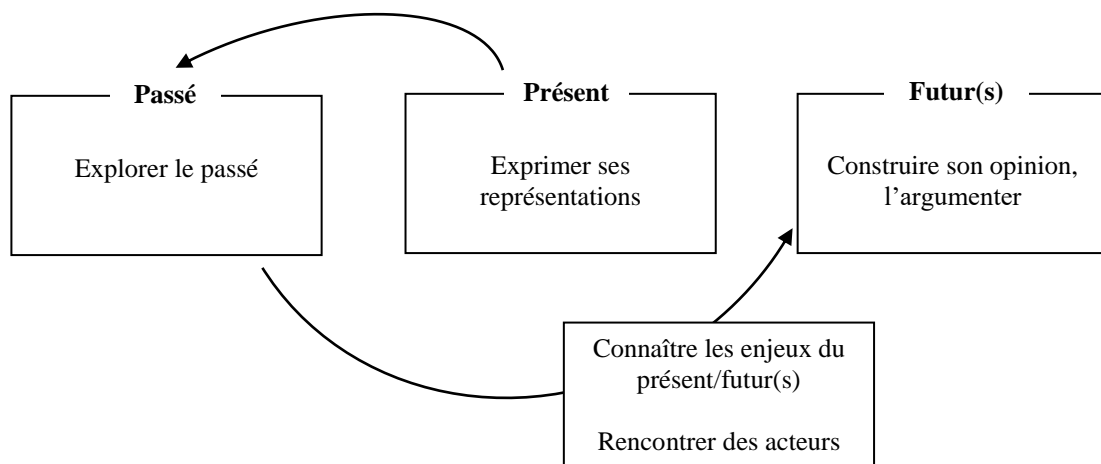 Passé
Explorer le passé
Présent
Exprimer ses
représentations
Futur(s)
Construire son opinion,
l’argumenter
Connaître les enjeux du
présent/futur(s)
Rencontrer des acteurs